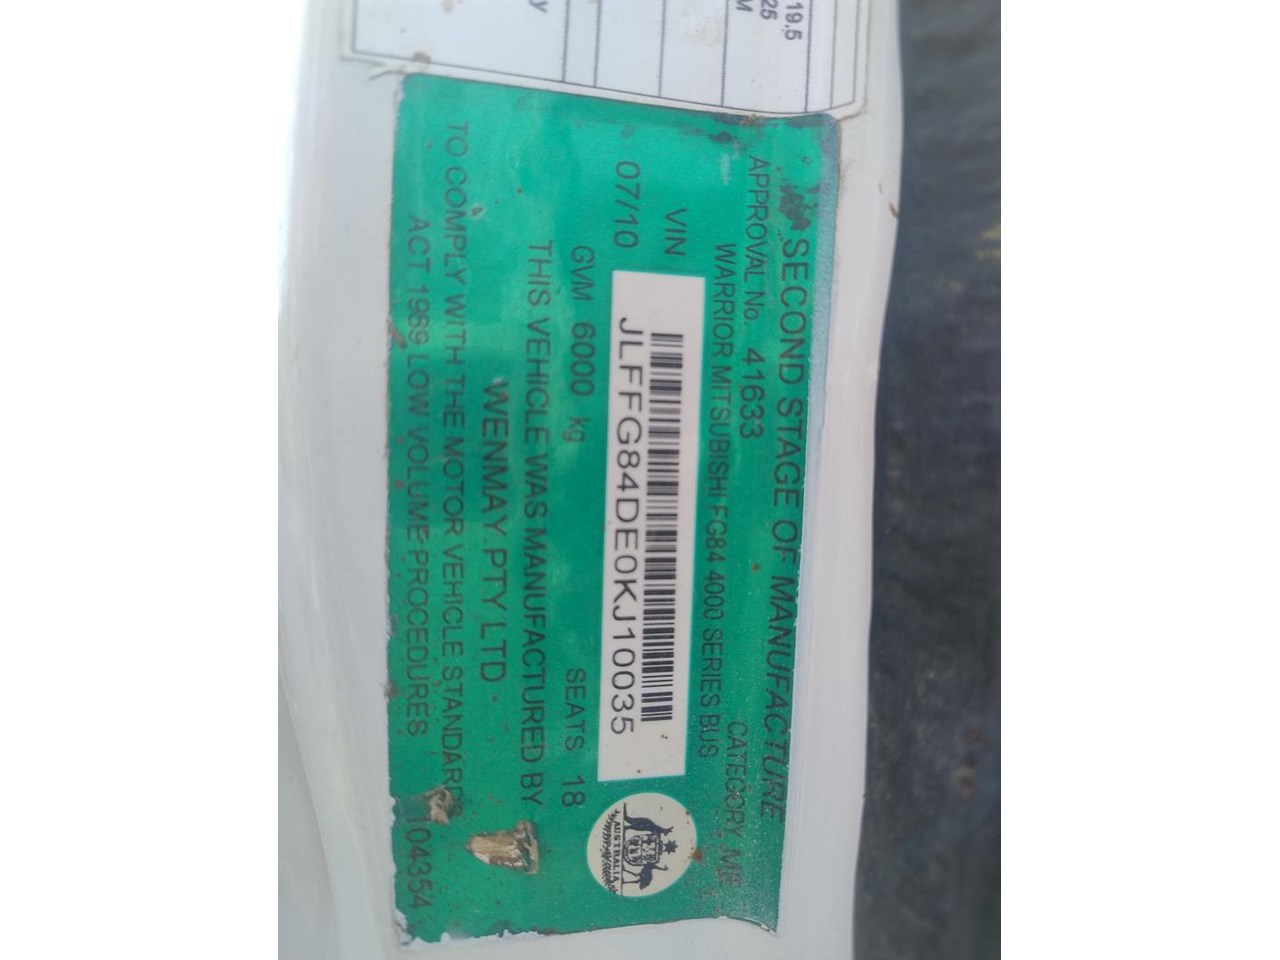 19,5
25
M
y
SECOND STAGE OF MANUFACTURE
APPROVAL No. 41633 CATEGORY ME
WARRIOR MITSUBISHI FG84 4000 SERIES BUS
VIN
07/10 JLFFG84DE0KJ10035
GVM 6000 kg SEATS 18
THIS VEHICLE WAS MANUFACTURED BY
WENMAY PTY LTD
TO COMPLY WITH THE MOTOR VEHICLE STANDARD
ACT 1989 LOW VOLUME PROCEDURES 104354
AUSTRALIA